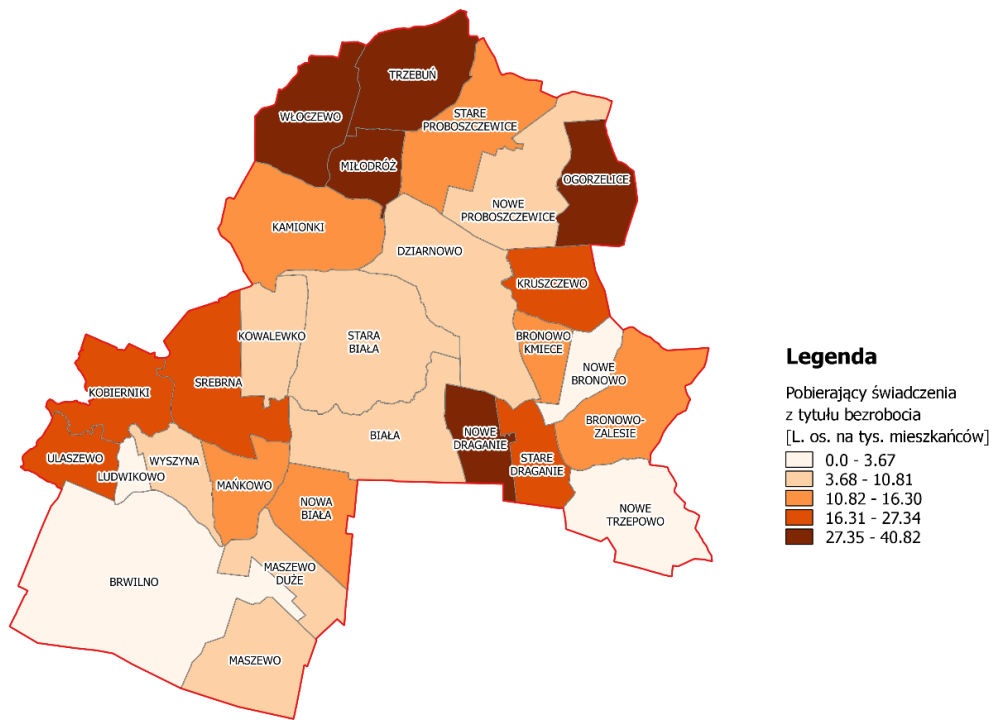 TRZEBUŃ
WŁOCZEWO
STARE
PROBOSZCZEWICE
MIŁODRÓŻ
OGORZELICE
NOWE
PROBOSZCZEWICE
KAMIONKI
DZIARNOWO
KRUSZCZEWO
KOWALEWKO
STARA
BIAŁA
BRONOWO
KMIECE
NOWE
BRONOWO
SREBRNA
KOBIERNIKI
BRONOWO-
ZALESIE
BIAŁA
NOWE
DRAGANIE
STARE
DRAGANIE
ULASZEWO
WYSZYNA
LUDWIKOWO
MAŃKOWO
NOWA
BIAŁA
NOWE
TRZEPOWO
MASZEWO
DUŻE
BRWILNO
MASZEWO
Legenda
Pobierający świadczenia
z tytułu bezrobocia
[L. os. na tys. mieszkańców]
0.0 - 3.67
3.68 - 10.81
10.82 - 16.30
16.31 - 27.34
27.35 - 40.82